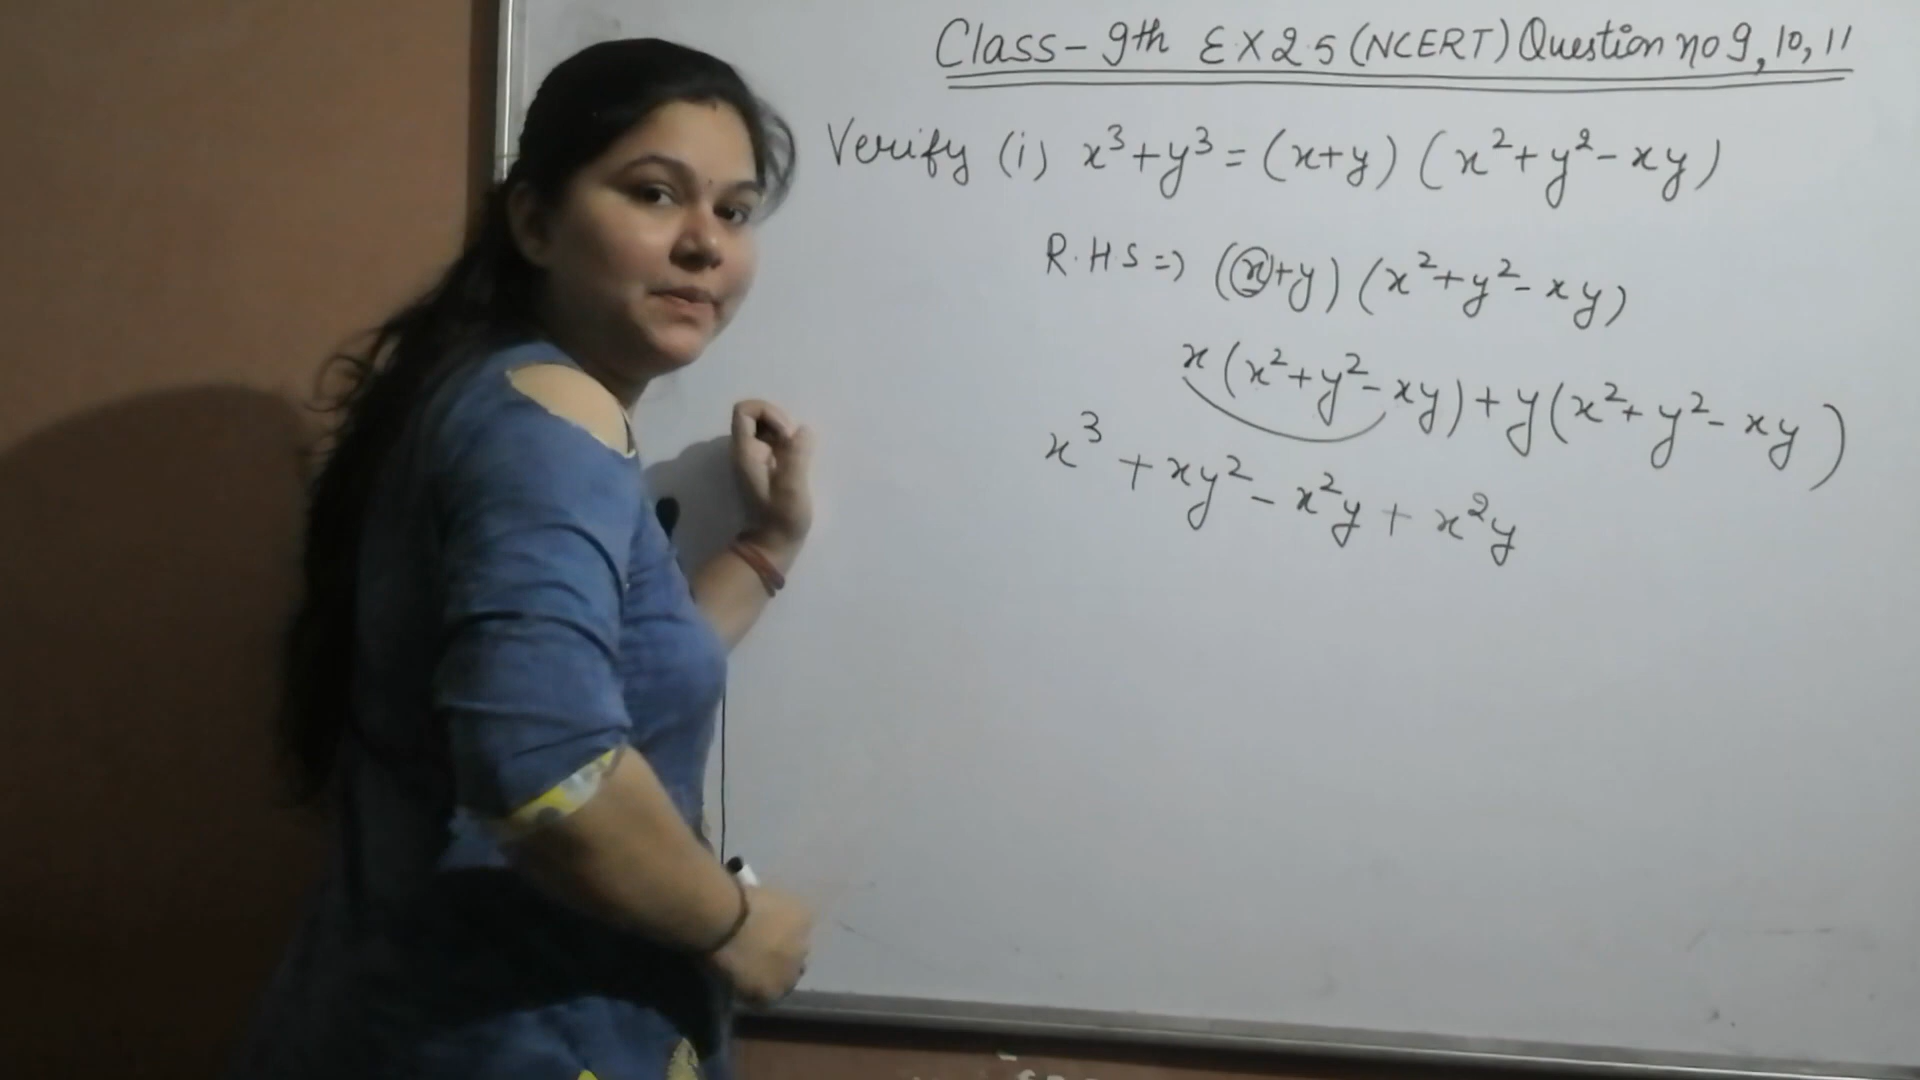 Class - 9th EX 2.5 (NCERT) Question no 9, 10, 11
Verify (i) x³+y³ = (x+y) (x²+y²-xy)
R.H.S => (x+y) (x²+y²-xy)
x(x²+y²-xy)+y(x²+y²-xy)
x³+xy²-x²y+x²y